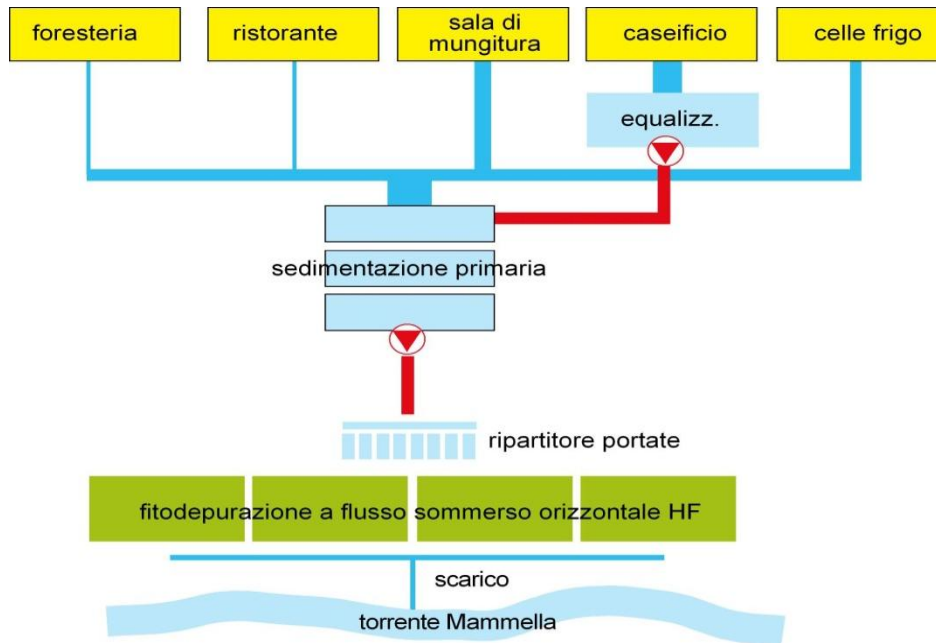 foresteria
ristorante
sala di
mungitura
caseificio
celle frigo
equalizz.
sedimentazione primaria
ripartitore portate
fitodepurazione a flusso sommerso orizzontale HF
scarico
torrente Mammella